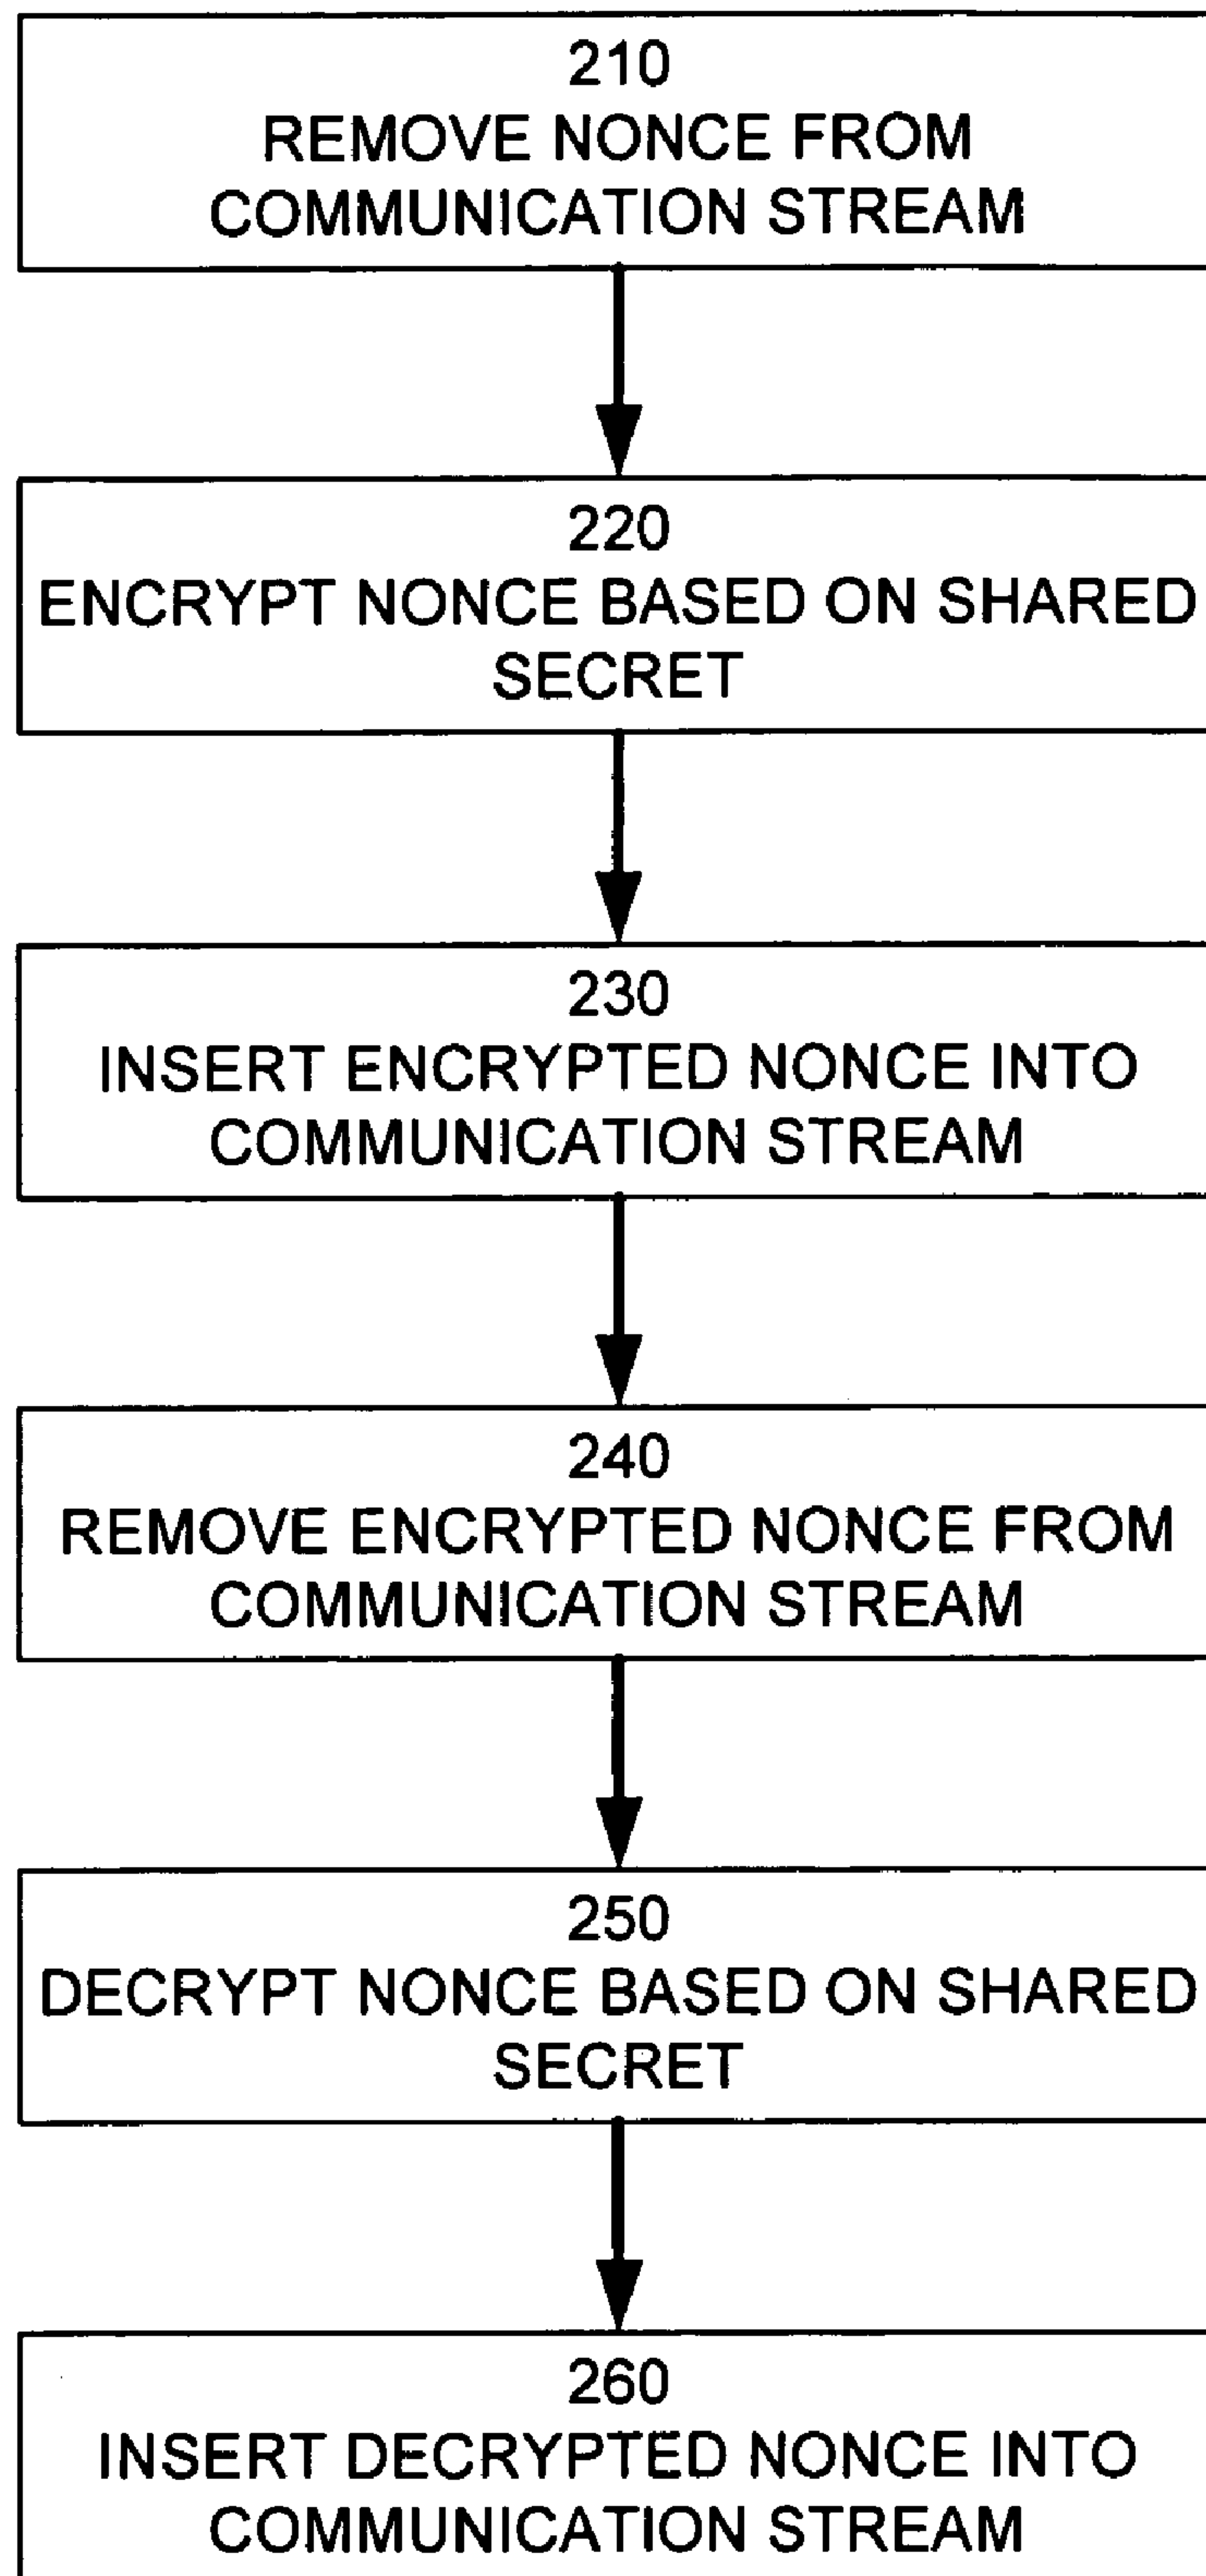 210
REMOVE NONCE FROM
COMMUNICATION STREAM
220
ENCRYPT NONCE BASED ON SHARED
SECRET
230
INSERT ENCRYPTED NONCE INTO
COMMUNICATION STREAM
240
REMOVE ENCRYPTED NONCE FROM
COMMUNICATION STREAM
250
DECRYPT NONCE BASED ON SHARED
SECRET
260
INSERT DECRYPTED NONCE INTO
COMMUNICATION STREAM